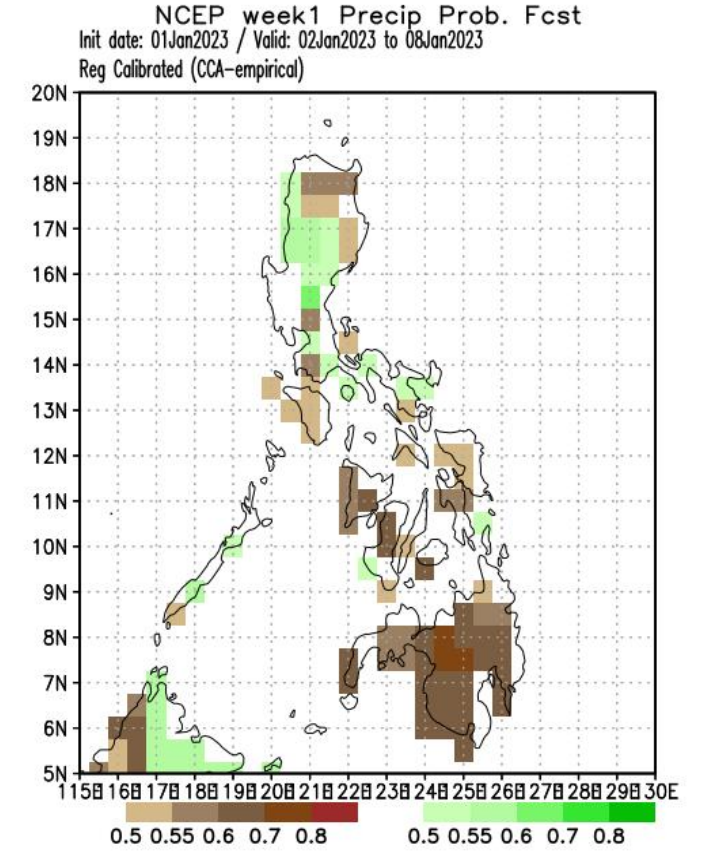 NCEP week1 Precip Prob. Fcst
Init date: 01Jan2023 / Valid: 02Jan2023 to 08Jan2023
Reg Calibrated (CCA-empirical)
20N
19N
18N
17N
16N
15N
14N
13N
12N
11N
10N
9N
8N
7N
6N
5N
115E 116E 117E 118E 119E 120E 121E 122E 123E 124E 125E 126E 127E 128E 129E 130E
0.5 0.55 0.6 0.7 0.8 0.5 0.55 0.6 0.7 0.8